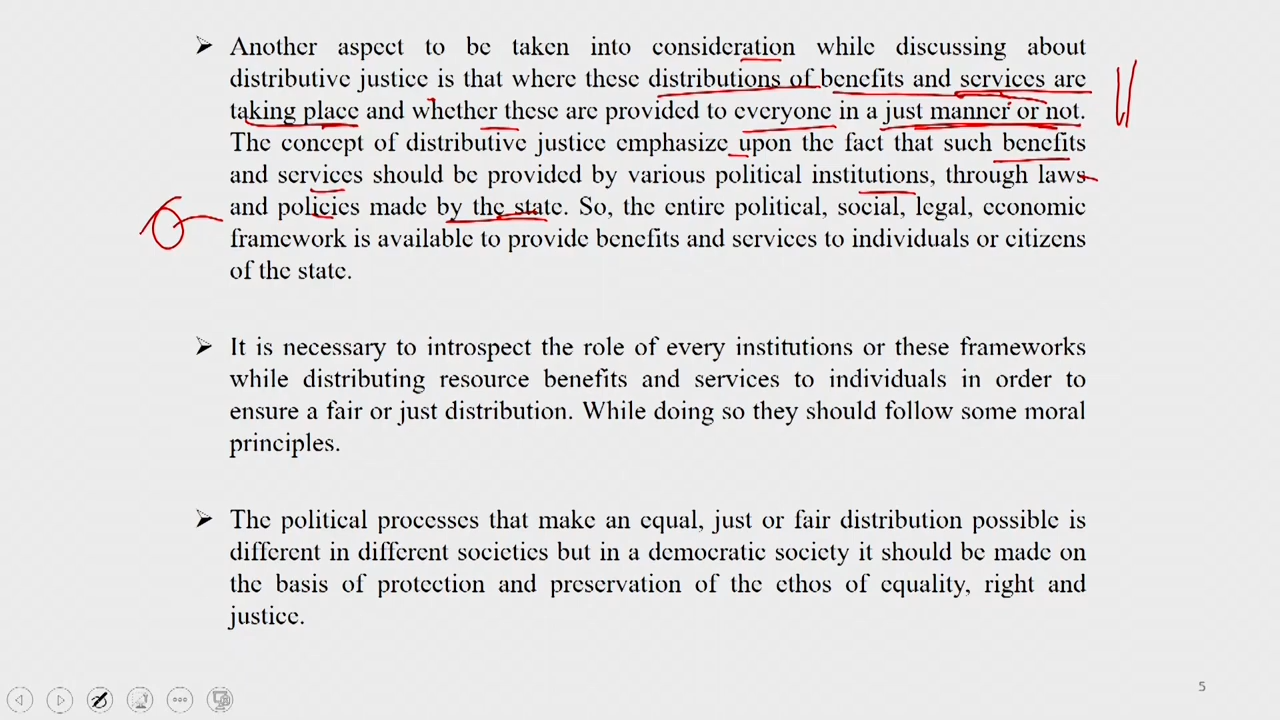 ➢ Another aspect to be taken into consideration while discussing about
distributive justice is that where these distributions of benefits and services are
taking place and whether these are provided to everyone in a just manner or not.
The concept of distributive justice emphasize upon the fact that such benefits
and services should be provided by various political institutions, through laws
and policies made by the state. So, the entire political, social, legal, economic
framework is available to provide benefits and services to individuals or citizens
of the state.
➢ It is necessary to introspect the role of every institutions or these frameworks
while distributing resource benefits and services to individuals in order to
ensure a fair or just distribution. While doing so they should follow some moral
principles.
➢ The political processes that make an equal, just or fair distribution possible is
different in different societies but in a democratic society it should be made on
the basis of protection and preservation of the ethos of equality, right and
justice.
5